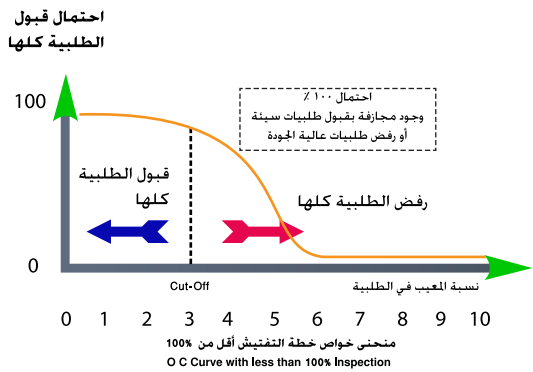 احتمال قبول
الطلبية كلها
100
احتمال ١٠٠ ٪
وجود مجازفة بقبول طلبيات سيئة
أو رفض طلبيات عالية الجودة
قبول الطلبية
كلها
رفض الطلبية كلها
0
Cut-Off
نسبة المعيب في الطلبية
0 1 2 3 4 5 6 7 8 9 10
منحنى خواص خطة التفتيش أقل من 100%
O C Curve with less than 100% Inspection